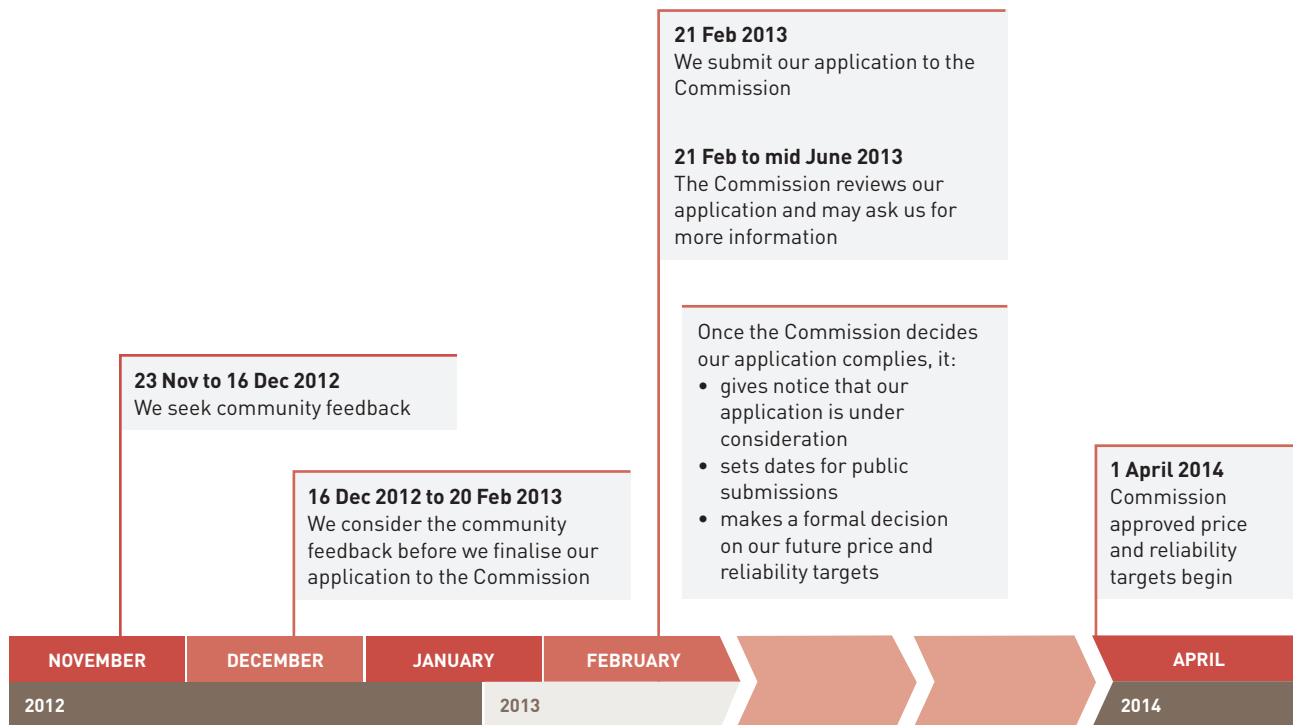 23 Nov to 16 Dec 2012
We seek community feedback
16 Dec 2012 to 20 Feb 2013
We consider the community
feedback before we finalise our
application to the Commission
21 Feb 2013
We submit our application to the
Commission
21 Feb to mid June 2013
The Commission reviews our
application and may ask us for
more information
Once the Commission decides
our application complies, it:
• gives notice that our
application is under
consideration
• sets dates for public
submissions
• makes a formal decision
on our future price and
reliability targets
1 April 2014
Commission
approved price
and reliability
targets begin
NOVEMBER DECEMBER JANUARY FEBRUARY APRIL
2012 2013 2014